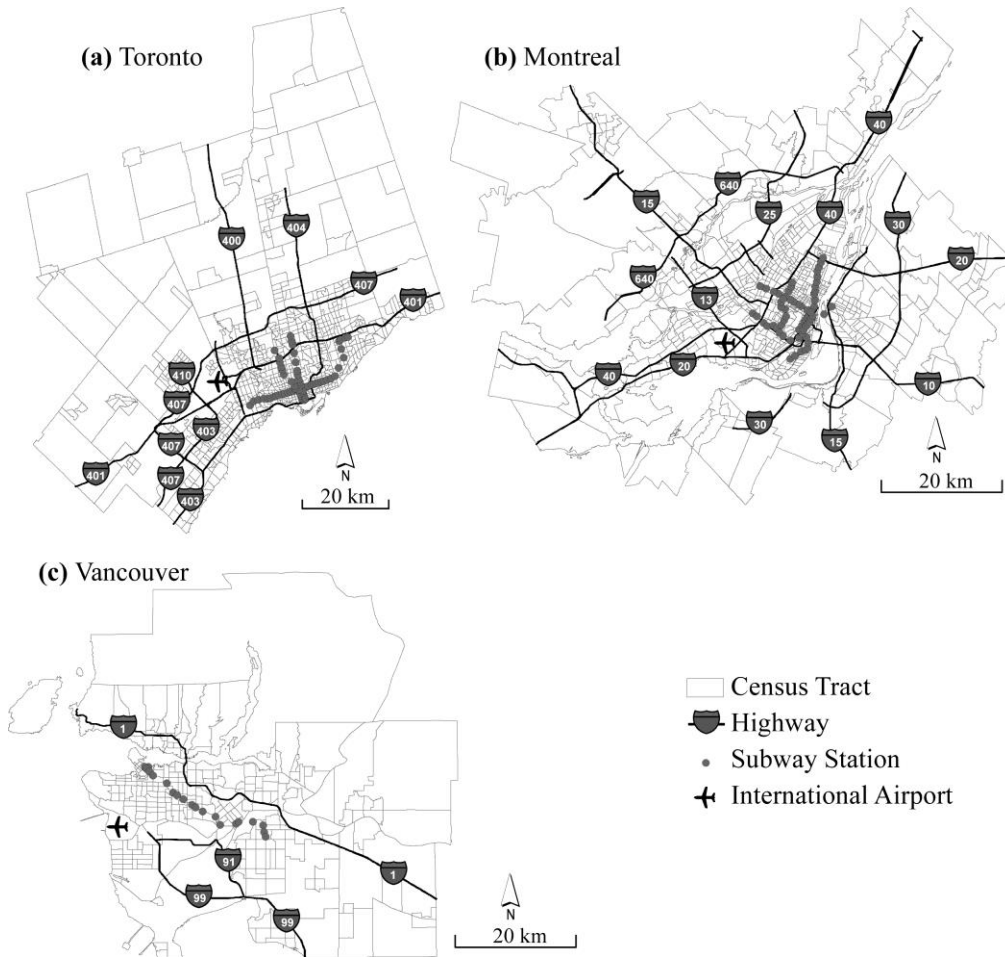 (a) Toronto
(b) Montreal
40
640
15
25
40
30
404
400
20
407
640
401
13
410
407
40
20
10
403
407
30
15
401
407
403
N
20 km
N
20 km
(c) Vancouver
1
91
1
99
99
N
20 km
Census Tract
Highway
Subway Station
International Airport